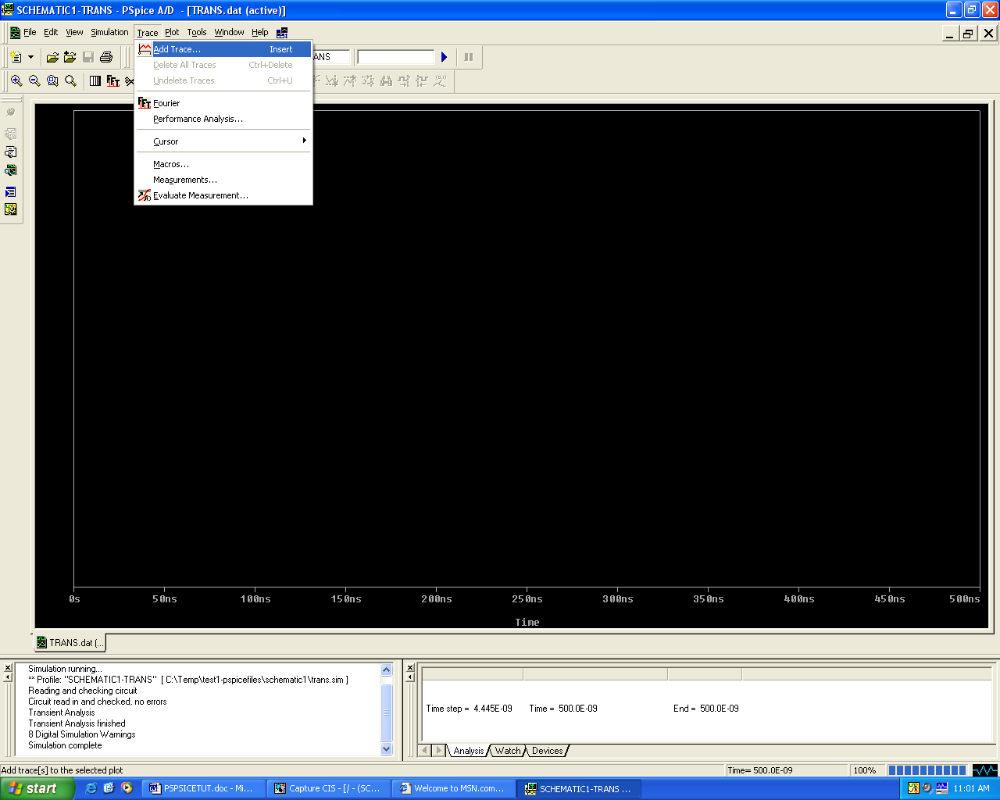 SCHEMATIC1-TRANS - PSpice A/D - [TRANS.dat (active)]
File Edit View Simulation Trace Plot Tools Window Help
Add Trace... Insert
ANS
Delete All Traces Ctrl+Delete
Undelete Traces Ctrl+U
Fourier
Performance Analysis...
Cursor
Macros...
Measurements...
Evaluate Measurement...
0s 50ns 100ns 150ns 200ns 250ns 300ns 350ns 400ns 450ns 500ns
Time
TRANS.dat (...
Simulation running...
** Profile: "SCHEMATIC1-TRANS" [ C:\Temp\test1-pspicefiles\schematic1\trans.sim ]
Reading and checking circuit
Circuit read in and checked, no errors
Transient Analysis
Transient Analysis finished
8 Digital Simulation Warnings
Simulation complete
Time step = 4.445E-09 Time = 500.0E-09 End = 500.0E-09
Analysis Watch Devices
Add trace[s] to the selected plot Time= 500.0E-09 100%
start PSPSICETUT.doc - Mi... Capture CIS - [/ - (SC... Welcome to MSN.com... SCHEMATIC1-TRANS ... 11:01 AM